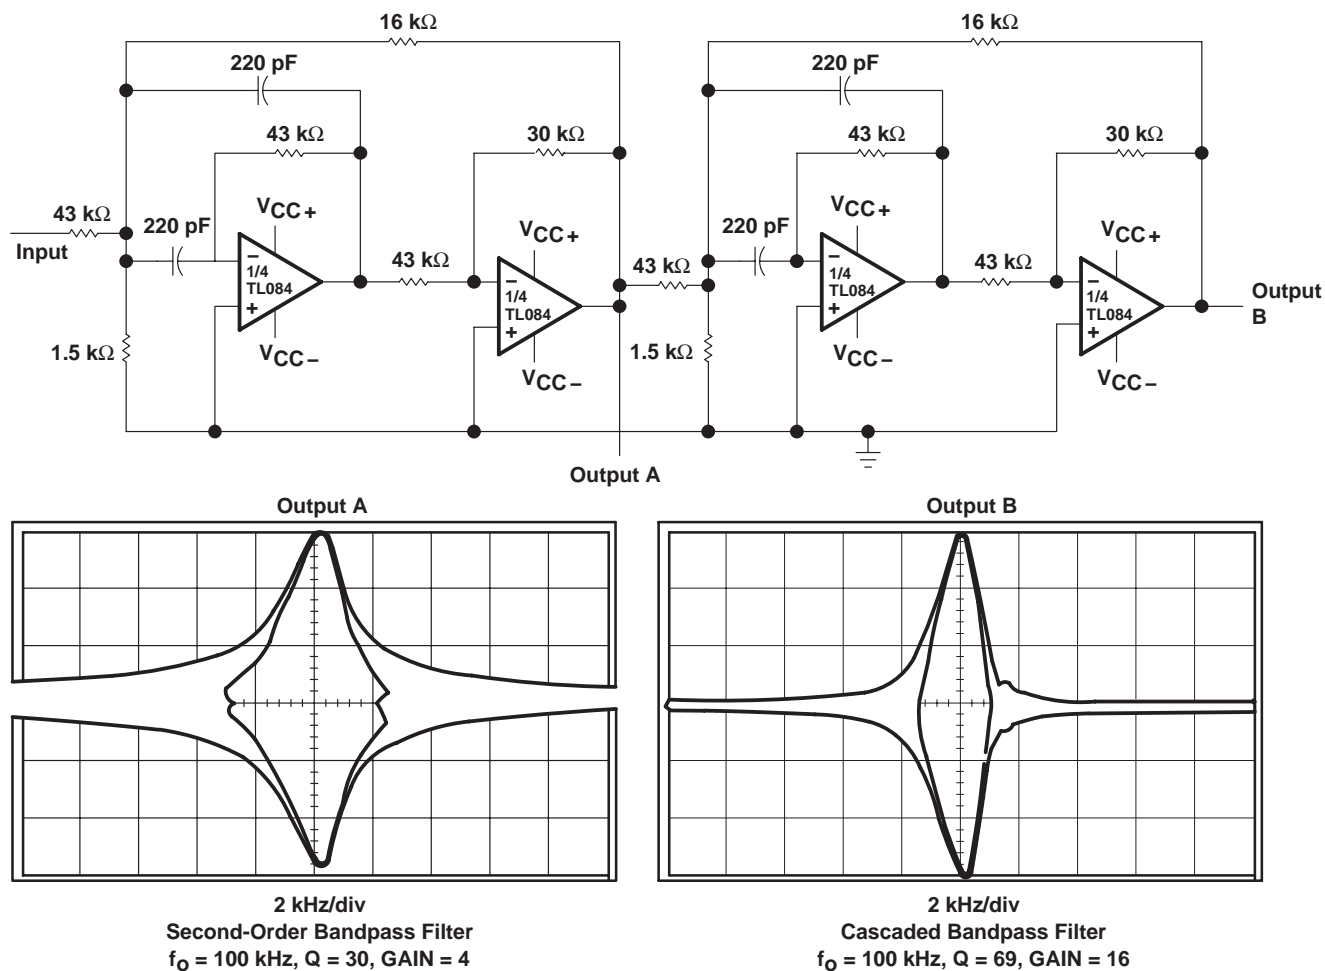 16 kΩ
16 kΩ
220 pF
220 pF
43 kΩ
30 kΩ
43 kΩ
30 kΩ
43 kΩ
Input
220 pF
VCC+
−
1/4
TL084
+
VCC−
1.5 kΩ
43 kΩ
VCC+
−
1/4
TL084
+
VCC−
43 kΩ
1.5 kΩ
220 pF
VCC+
−
1/4
TL084
+
VCC−
43 kΩ
VCC+
−
1/4
TL084
+
VCC−
Output
B
Output A
Output A
2 kHz/div
Second-Order Bandpass Filter
fo = 100 kHz, Q = 30, GAIN = 4
Output B
2 kHz/div
Cascaded Bandpass Filter
fo = 100 kHz, Q = 69, GAIN = 16